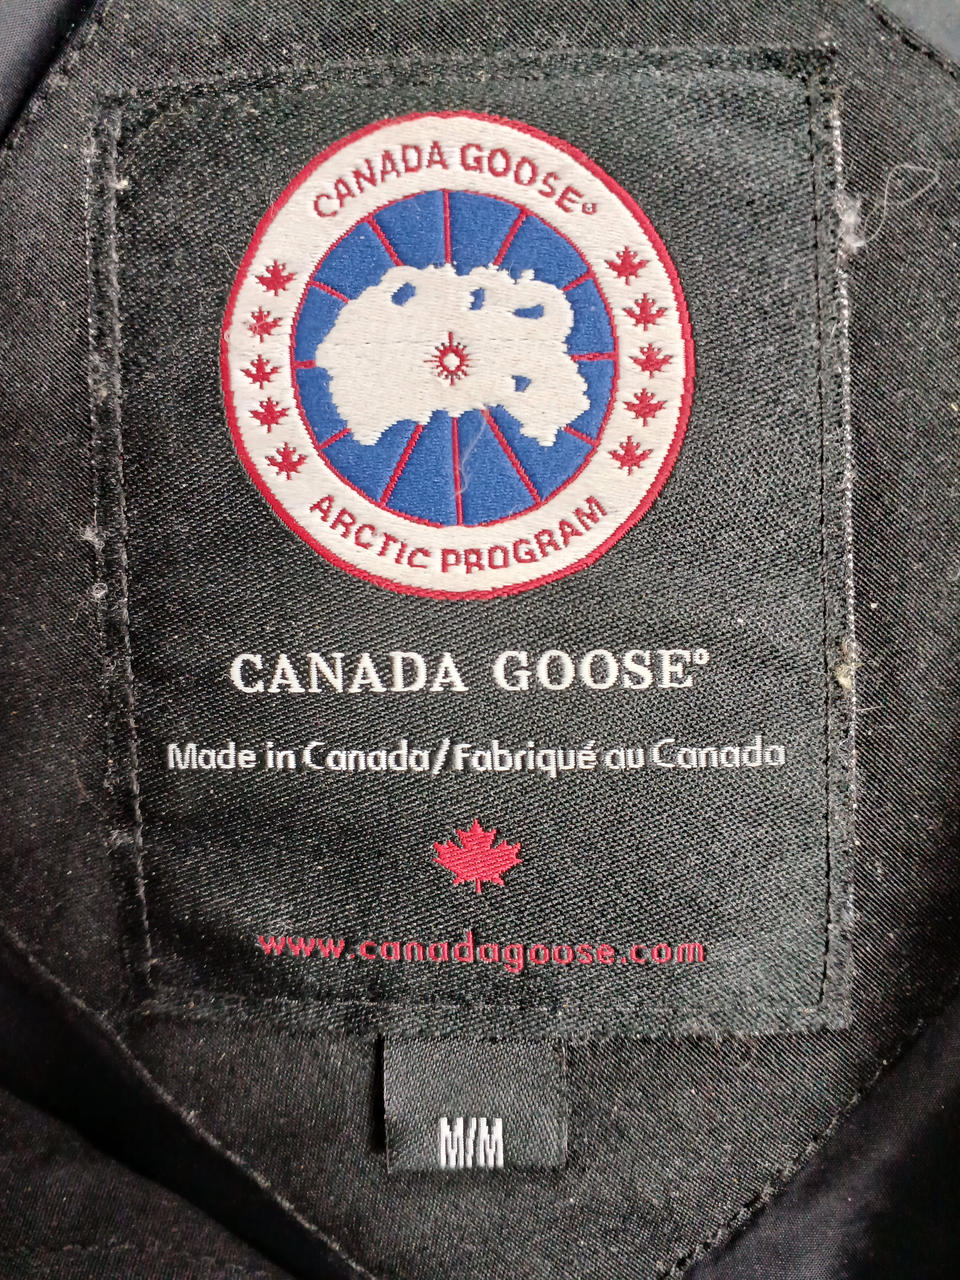 CANADA GOOSE®
ARCTIC PROGRAM
CANADA GOOSE®
Made in Canada/Fabriqué au Canada
www.canadagoose.com
M/M